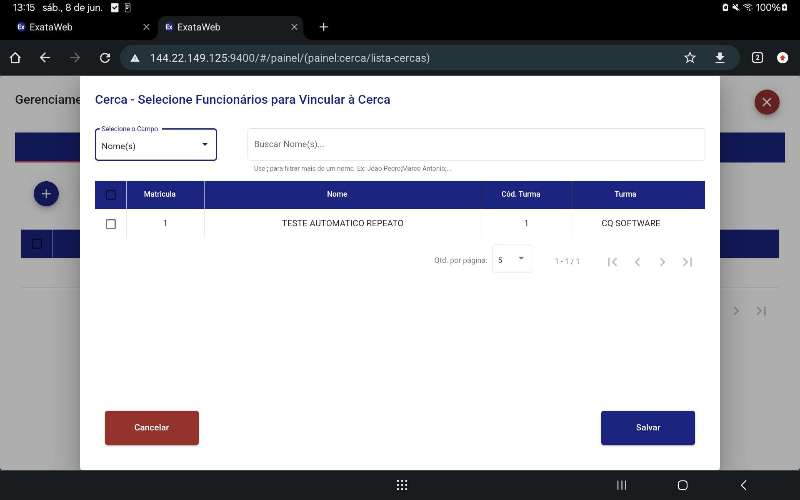 13:15 sáb., 8 de jun.
100%
Ex ExataWeb
Ex ExataWeb
144.22.149.125:9400/#/painel/(painel:cerca/lista-cercas)
2
Gerenciame
Cerca - Selecione Funcionários para Vincular à Cerca
Selecione o Campo
Nome(s)
Buscar Nome(s)...
Use ; para filtrar mais de um nome. Ex: João Pedro;Marco Antonio;...
Matrícula Nome Cód. Turma Turma
1 TESTE AUTOMATICO REPEATO 1 CQ SOFTWARE
Qtd. por página: 5 1 - 1 / 1
Cancelar Salvar